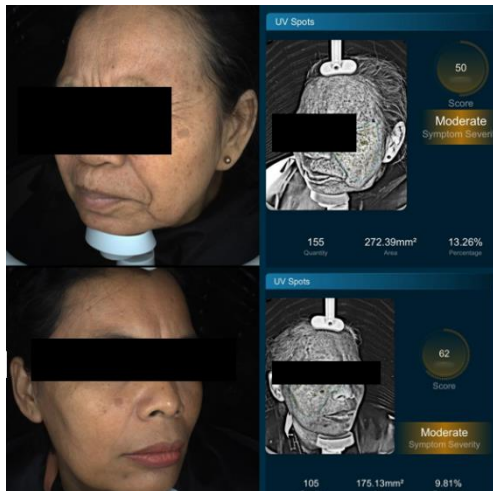 UV Spots
50
Score
Moderate
Symptom Severi
155 272.39mm² 13.26%
Quantity Area Percentage
UV Spots
62
Score
Moderate
Symptom Severity
105 175.13mm² 9.81%